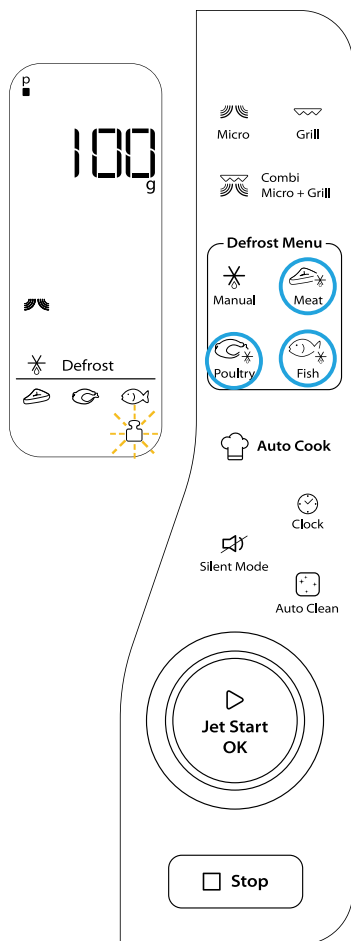 p
100
g
Defrost
Micro
Grill
Combi
Micro + Grill
Defrost Menu
Manual
Meat
Poultry
Fish
Auto Cook
Clock
Silent Mode
Auto Clean
Jet Start
OK
Stop